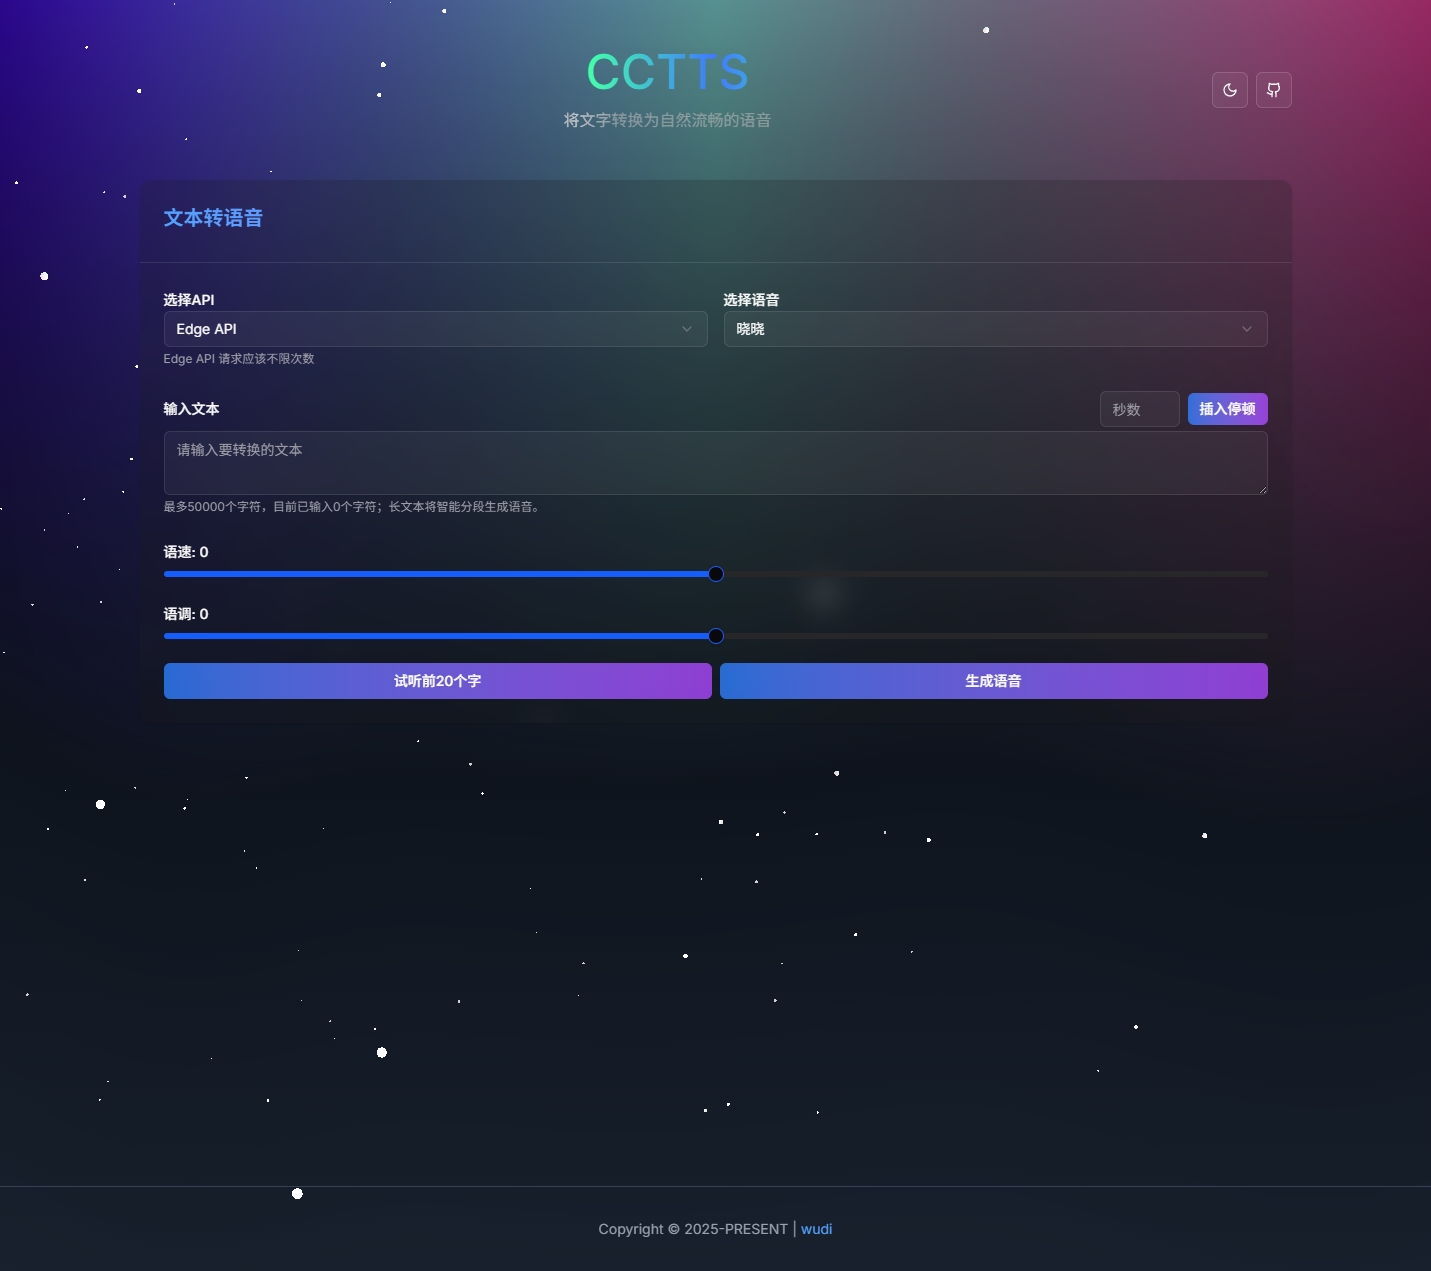 CCTTS
将文字转换为自然流畅的语音
文本转语音
选择API
Edge API
Edge API 请求应该不限次数
选择语音
晓晓
输入文本
秒数
插入停顿
请输入要转换的文本
最多50000个字符，目前已输入0个字符；长文本将智能分段生成语音。
语速: 0
语调: 0
试听前20个字
生成语音
Copyright © 2025-PRESENT | wudi